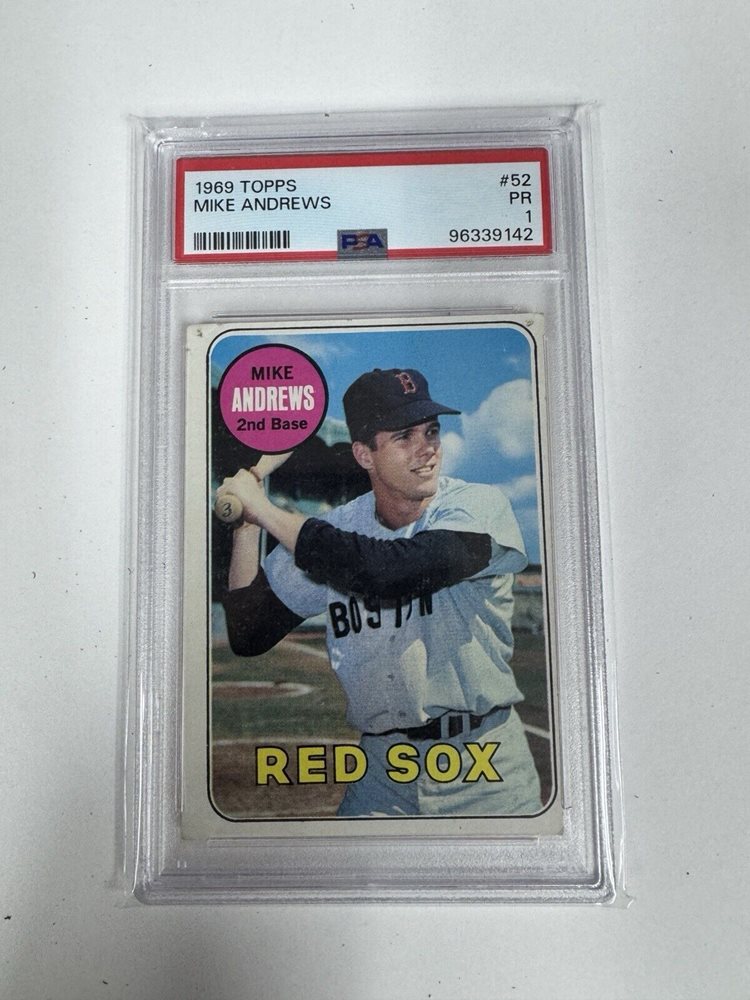 1969 TOPPS #52
MIKE ANDREWS PR
1
96339142
PSA
MIKE
ANDREWS
2nd Base
B
3
BOSTON
RED SOX